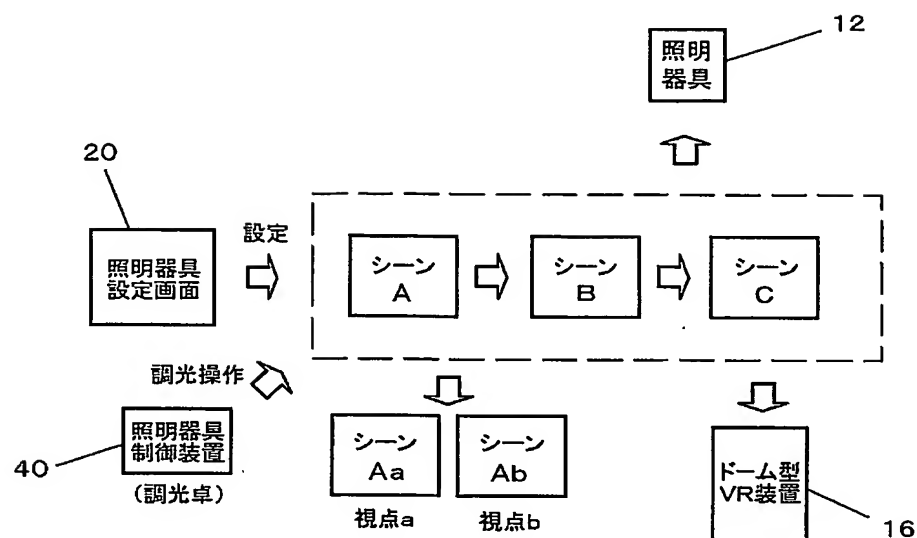 12
照明
器具
20
設定
照明器具
設定画面
シーン
A
シーン
B
シーン
C
調光操作
40
照明器具
制御装置
(調光卓)
シーン
Aa
視点a
シーン
Ab
視点b
ドーム型
VR装置
16